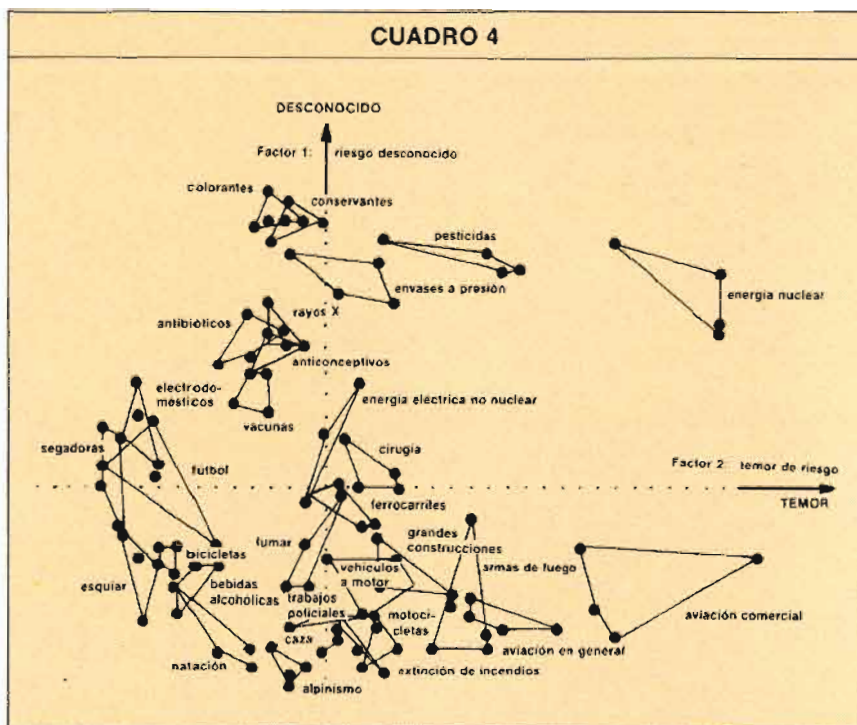 CUADRO 4
DESCONOCIDO
Factor 1: riesgo desconocido
colorantes
conservantes
pesticidas
envases a presión
energía nuclear
rayos X
antibióticos
anticonceptivos
electrodo-
mésticos
vacunas
energía eléctrica no nuclear
segadoras
fútbol
cirugía
Factor 2: temor de riesgo
TEMOR
ferrocarriles
fumar
grandes
construcciones
bicicletas
vehículos
a motor
armas de fuego
esquiar
bebidas
alcohólicas
trabajos
policiales
motoci-
cletas
aviación comercial
caza
aviación en general
natación
extinción de incendios
alpinismo